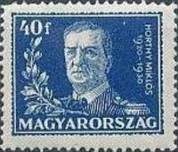 40f
HORTHY MIKLÓS
1920-1930
MAGYARORSZÁG